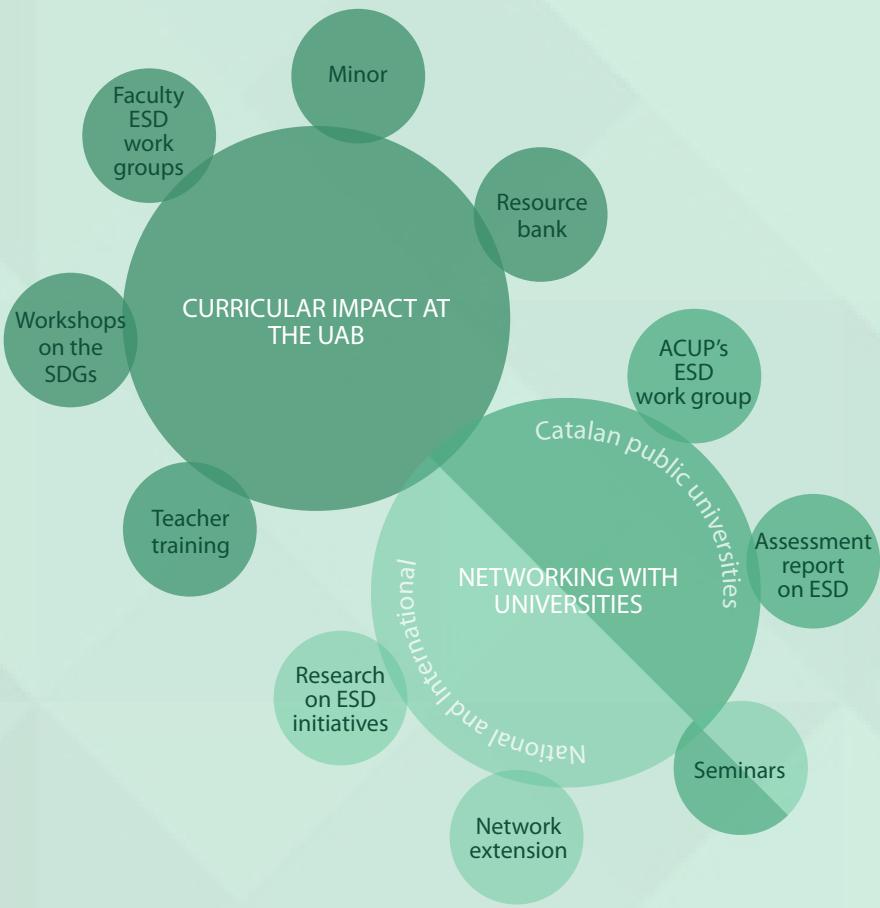 Minor
Faculty
ESD
work
groups
Resource
bank
CURRICULAR IMPACT AT
THE UAB
Workshops
on the
SDGs
ACUP's
ESD
work group
Catalan public universities
Teacher
training
Assessment
report
on ESD
NETWORKING WITH
UNIVERSITIES
National and International
Research
on ESD
initiatives
Seminars
Network
extension